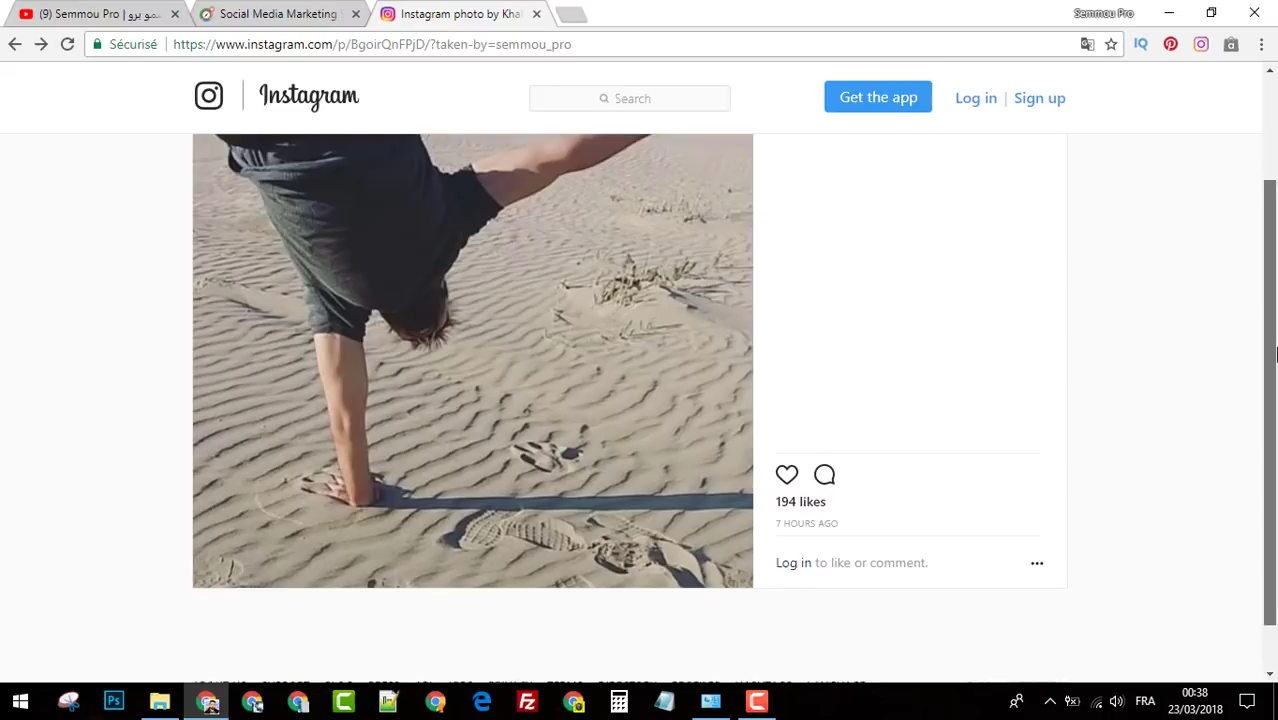 (9) Semmou Pro | سمو برو
Social Media Marketing
Instagram photo by Kha
Semmou Pro
Sécurisé
https://www.instagram.com/p/BgoirQnFPjD/?taken-by=semmou_pro
IQ
Instagram
Search
Get the app
Log in | Sign up
194 likes
7 HOURS AGO
Log in to like or comment.
Ps
FRA
00:38
23/03/2018